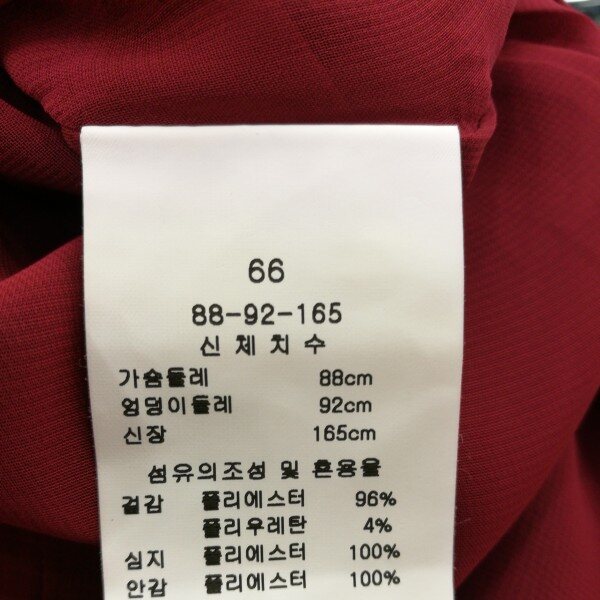 66
88-92-165
신체치수
가슴둘레 88cm
엉덩이둘레 92cm
신장 165cm
섬유의조성 및 혼용율
겉감 폴리에스터 96%
폴리우레탄 4%
심지 폴리에스터 100%
안감 폴리에스터 100%